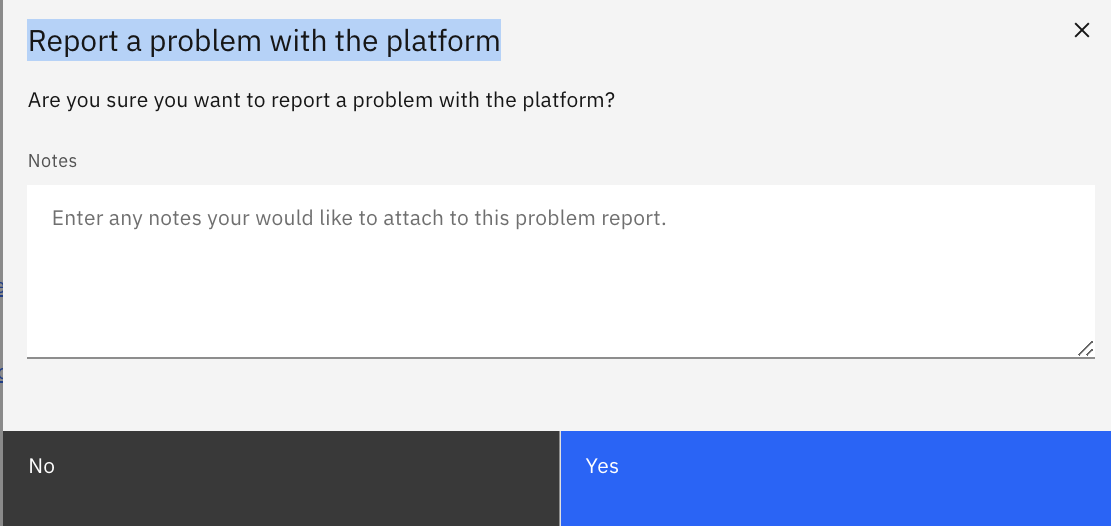 Report a problem with the platform
Are you sure you want to report a problem with the platform?
Notes
Enter any notes your would like to attach to this problem report.
No
Yes